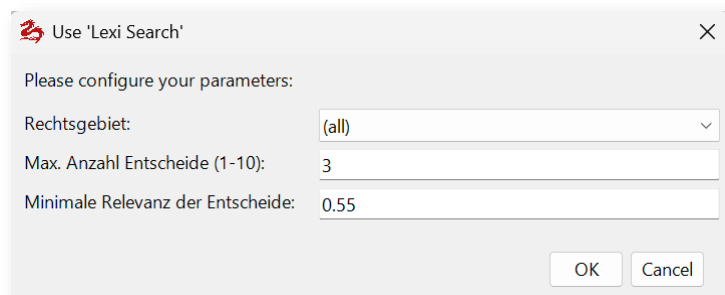 Use 'Lexi Search'
Please configure your parameters:
Rechtsgebiet: (all)
Max. Anzahl Entscheide (1-10): 3
Minimale Relevanz der Entscheide: 0.55
OK Cancel